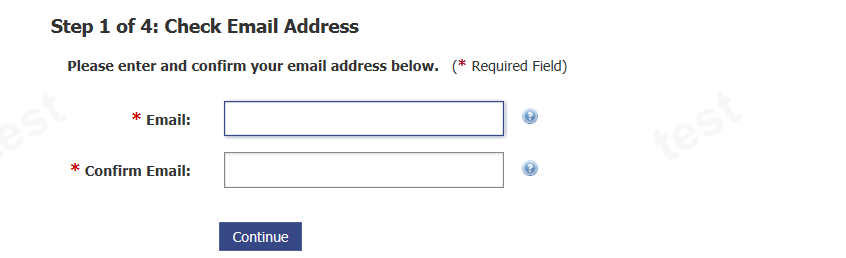 Step 1 of 4: Check Email Address
Please enter and confirm your email address below. (* Required Field)
* Email:
?
* Confirm Email:
?
Continue
test
test